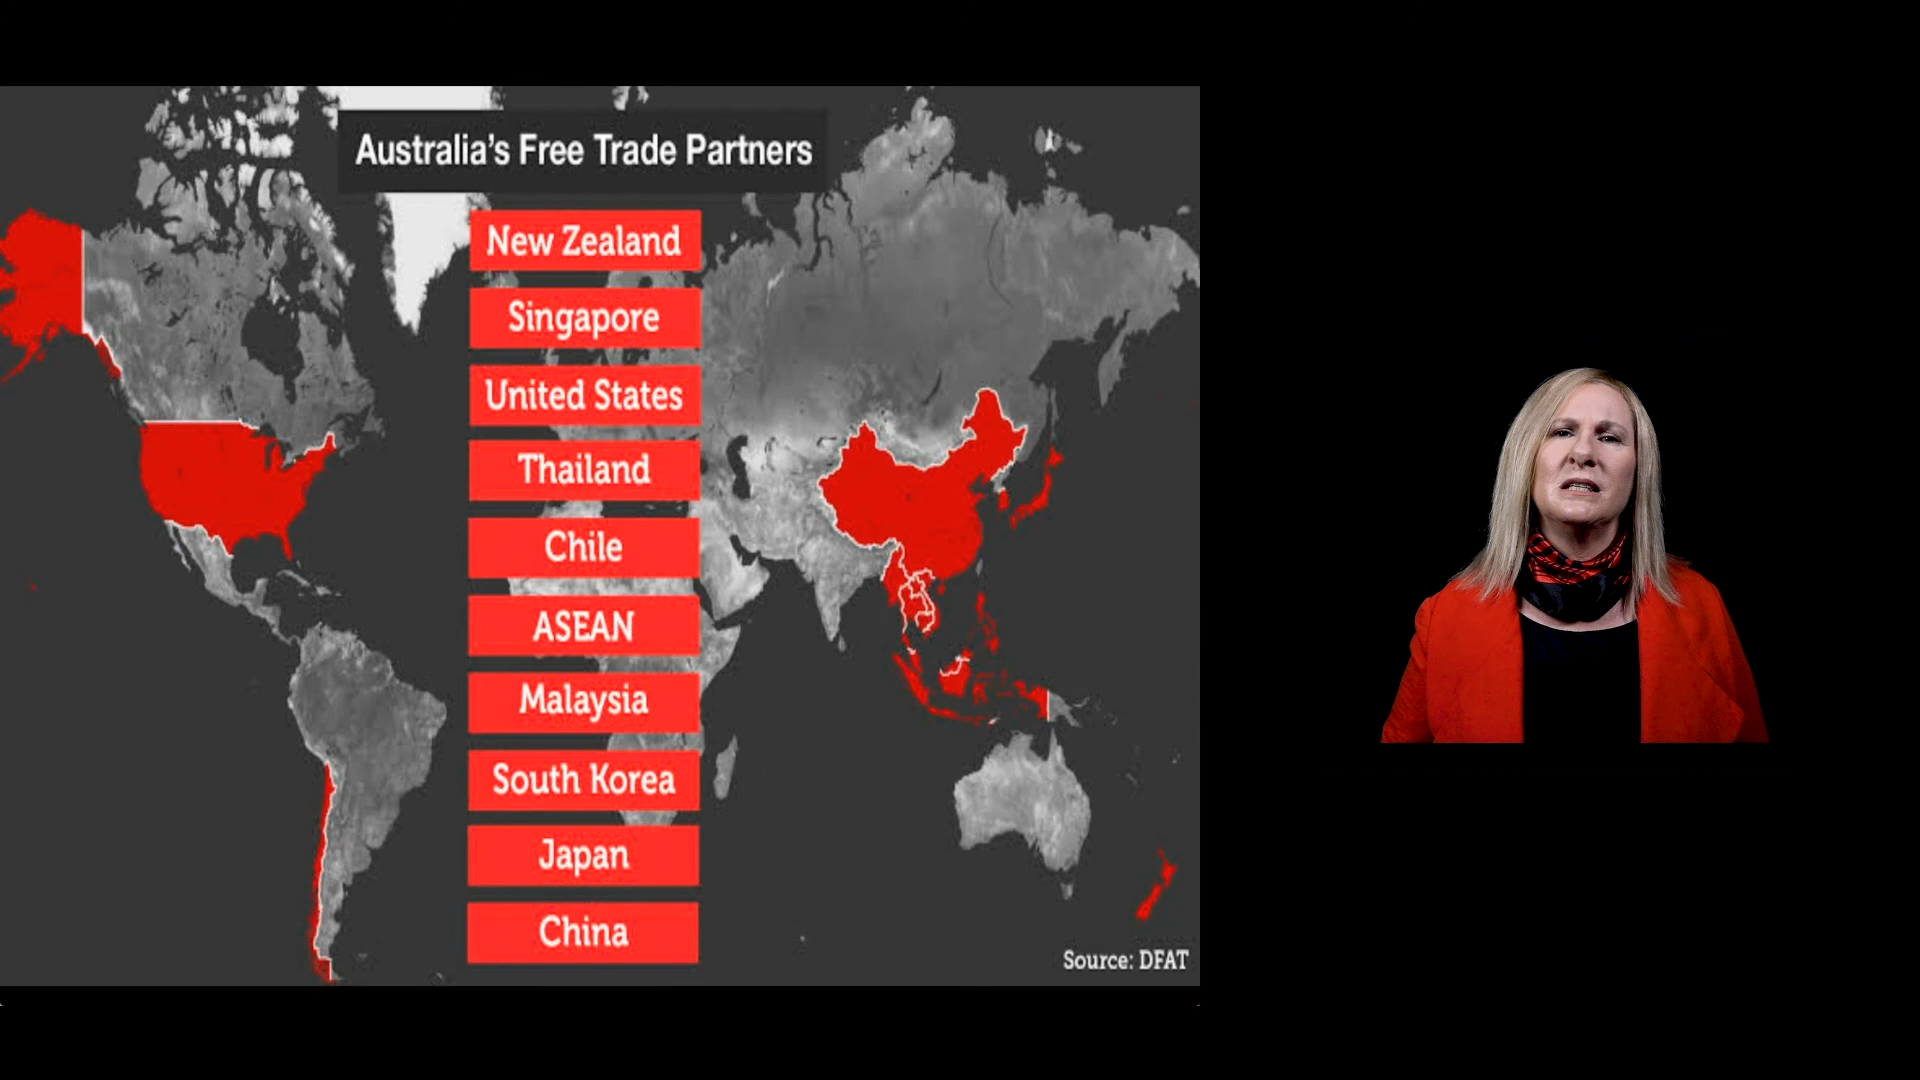 Australia's Free Trade Partners
New Zealand
Singapore
United States
Thailand
Chile
ASEAN
Malaysia
South Korea
Japan
China
Source: DFAT